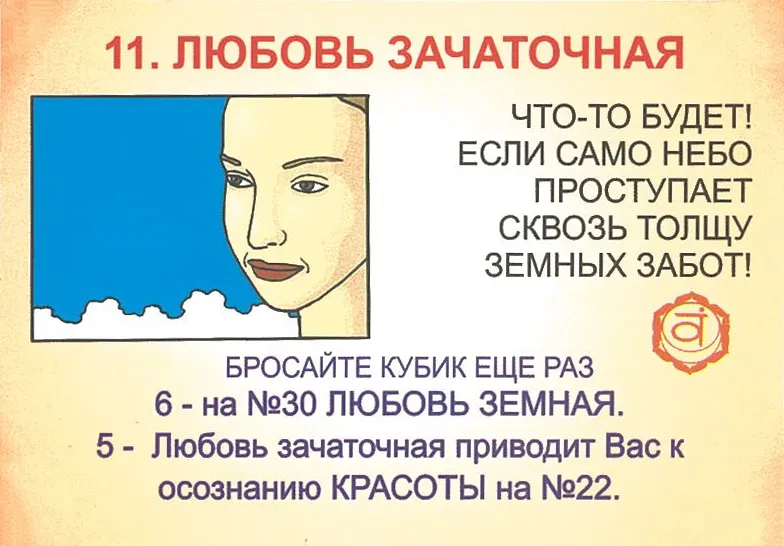 11. ЛЮБОВЬ ЗАЧАТОЧНАЯ
ЧТО-ТО БУДЕТ!
ЕСЛИ САМО НЕБО
ПРОСТУПАЕТ
СКВОЗЬ ТОЛЩУ
ЗЕМНЫХ ЗАБОТ!
वं
БРОСАЙТЕ КУБИК ЕЩЕ РАЗ
6 - на №30 ЛЮБОВЬ ЗЕМНАЯ.
5 - Любовь зачаточная приводит Вас к
осознанию КРАСОТЫ на №22.